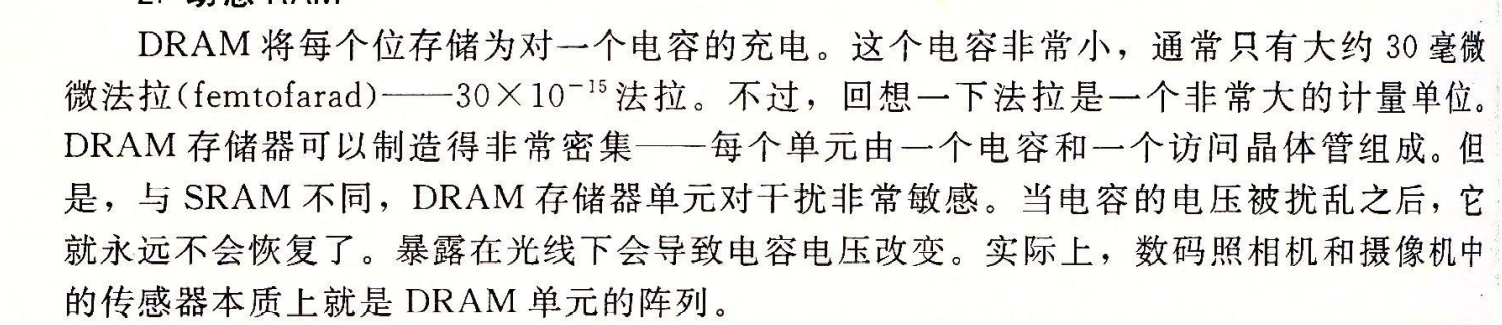 DRAM 将每个位存储为对一个电容的充电。这个电容非常小，通常只有大约 30 毫微
微法拉(femtofarad)——30×10⁻¹⁵法拉。不过，回想一下法拉是一个非常大的计量单位。
DRAM 存储器可以制造得非常密集——每个单元由一个电容和一个访问晶体管组成。但
是，与 SRAM 不同，DRAM 存储器单元对干扰非常敏感。当电容的电压被扰乱之后，它
就永远不会恢复了。暴露在光线下会导致电容电压改变。实际上，数码照相机和摄像机中
的传感器本质上就是 DRAM 单元的阵列。